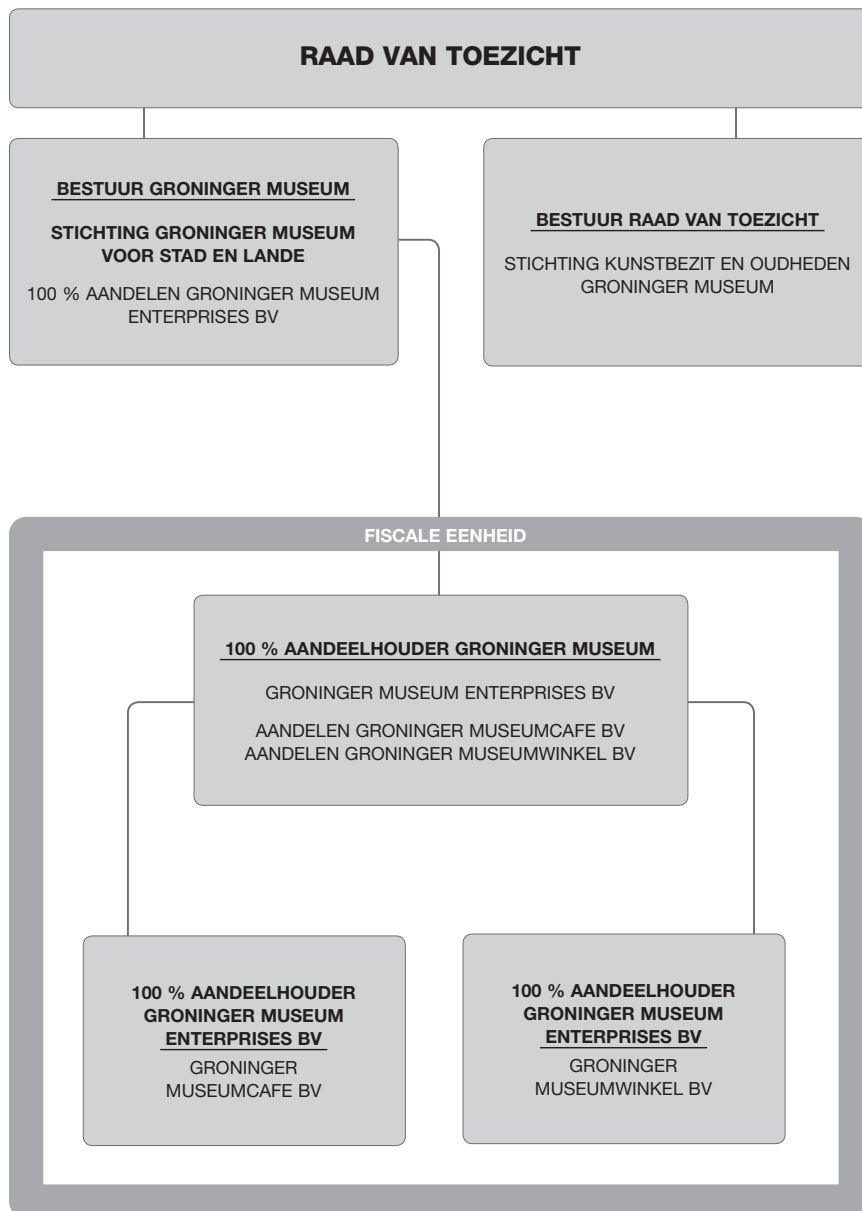 RAAD VAN TOEZICHT
BESTUUR GRONINGER MUSEUM
STICHTING GRONINGER MUSEUM
VOOR STAD EN LANDE
100 % AANDELEN GRONINGER MUSEUM
ENTERPRISES BV
BESTUUR RAAD VAN TOEZICHT
STICHTING KUNSTBEZIT EN OUDHEDEN
GRONINGER MUSEUM
FISCALE EENHEID
100 % AANDEELHOUDER GRONINGER MUSEUM
GRONINGER MUSEUM ENTERPRISES BV
AANDELEN GRONINGER MUSEUMCAFE BV
AANDELEN GRONINGER MUSEUMWINKEL BV
100 % AANDEELHOUDER
GRONINGER MUSEUM
ENTERPRISES BV
GRONINGER
MUSEUMCAFE BV
100 % AANDEELHOUDER
GRONINGER MUSEUM
ENTERPRISES BV
GRONINGER
MUSEUMWINKEL BV